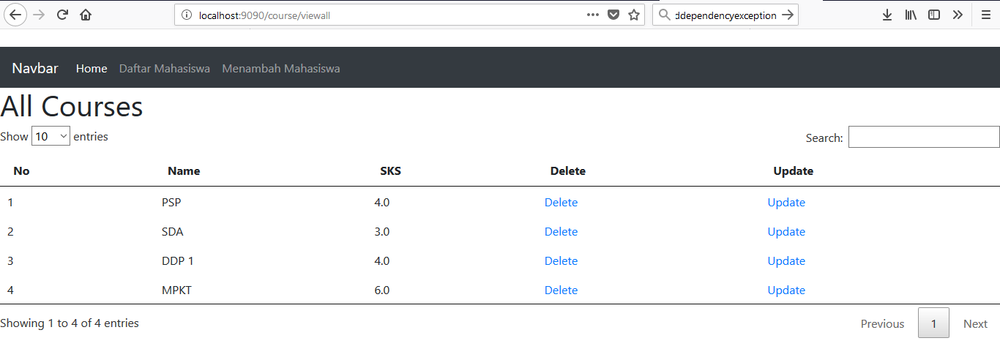 localhost:9090/course/viewall
ddependencyexception
Navbar Home Daftar Mahasiswa Menambah Mahasiswa
All Courses
Show 10 entries Search:
No Name SKS Delete Update
1 PSP 4.0 Delete Update
2 SDA 3.0 Delete Update
3 DDP 1 4.0 Delete Update
4 MPKT 6.0 Delete Update
Showing 1 to 4 of 4 entries Previous 1 Next